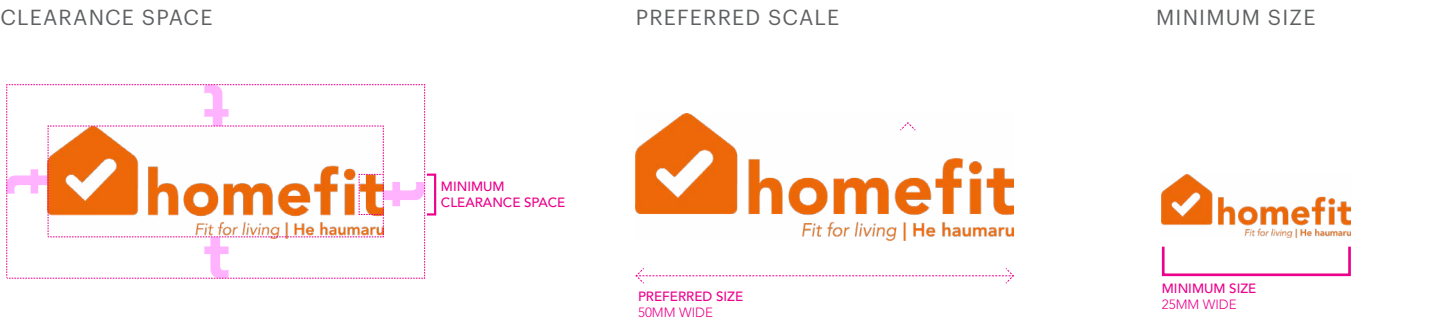 CLEARANCE SPACE
PREFERRED SCALE
MINIMUM SIZE
t
t
homefit
t
Fit for living | He haumaru
t
MINIMUM
CLEARANCE SPACE
homefit
Fit for living | He haumaru
PREFERRED SIZE
50MM WIDE
homefit
Fit for living | He haumaru
MINIMUM SIZE
25MM WIDE